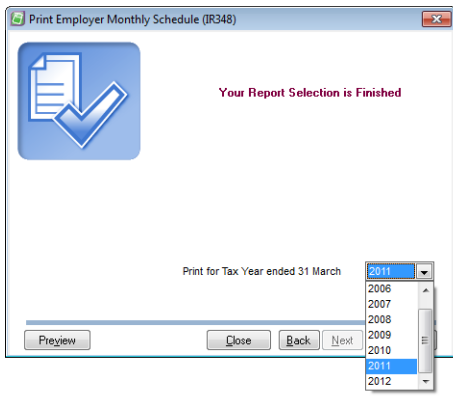 Print Employer Monthly Schedule (IR348)
Your Report Selection is Finished
Print for Tax Year ended 31 March 2011
2006
2007
2008
2009
2010
2011
2012
Preview Close Back Next